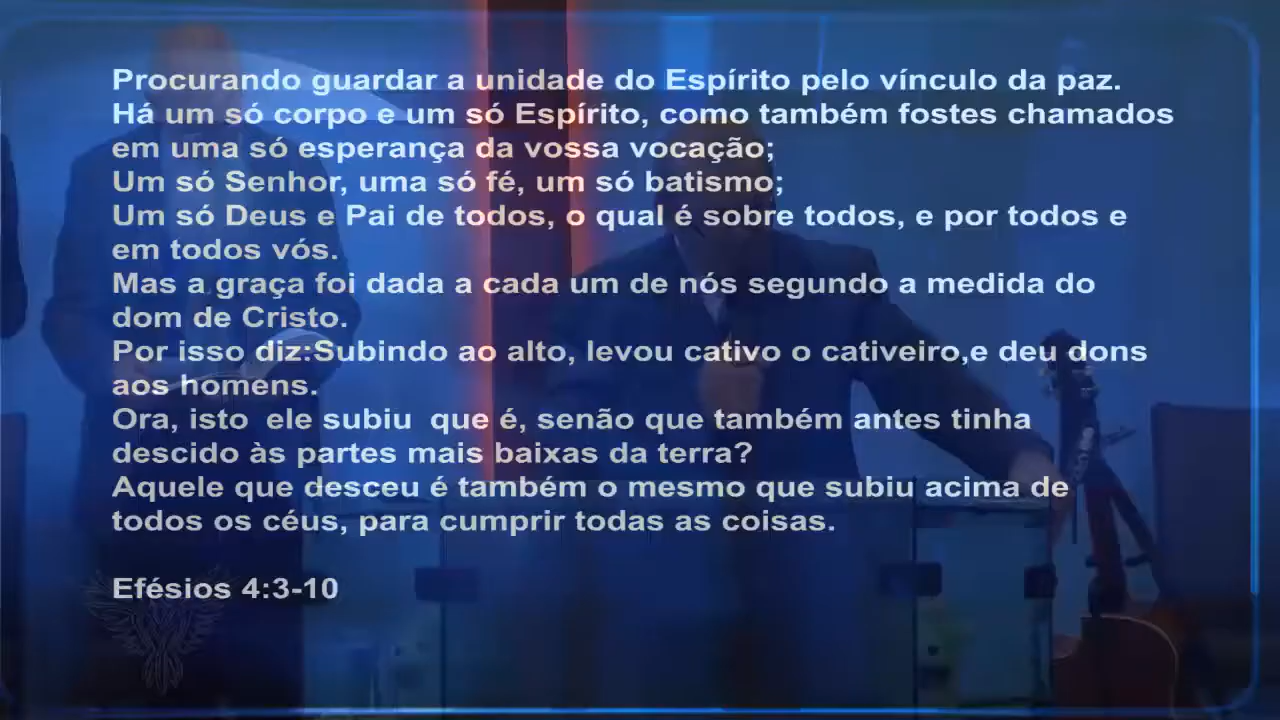 Procurando guardar a unidade do Espírito pelo vínculo da paz.
Há um só corpo e um só Espírito, como também fostes chamados
em uma só esperança da vossa vocação;
Um só Senhor, uma só fé, um só batismo;
Um só Deus e Pai de todos, o qual é sobre todos, e por todos e
em todos vós.
Mas a graça foi dada a cada um de nós segundo a medida do
dom de Cristo.
Por isso diz:Subindo ao alto, levou cativo o cativeiro,e deu dons
aos homens.
Ora, isto  ele subiu  que é, senão que também antes tinha
descido às partes mais baixas da terra?
Aquele que desceu é também o mesmo que subiu acima de
todos os céus, para cumprir todas as coisas.
Efésios 4:3-10